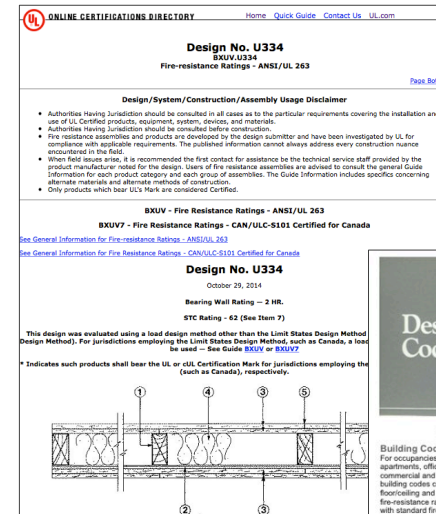 UL
ONLINE CERTIFICATIONS DIRECTORY
Home Quick Guide Contact Us UL.com
Design No. U334
BXUV.U334
Fire-resistance Ratings - ANSI/UL 263
Page Bot
Design/System/Construction/Assembly Usage Disclaimer
• Authorities Having Jurisdiction should be consulted in all cases as to the particular requirements covering the installation and
use of UL Certified products, equipment, system, devices, and materials.
• Authorities Having Jurisdiction should be consulted before construction.
• Fire resistance assemblies and products are developed by the design submitter and have been investigated by UL for
compliance with applicable requirements. The published information cannot always address every construction nuance
encountered in the field.
• When field issues arise, it is recommended the first contact for assistance be the technical service staff provided by the
product manufacturer noted for the design. Users of fire resistance assemblies are advised to consult the general Guide
Information for each product category and each group of assemblies. The Guide Information includes specifics concerning
alternate materials and alternate methods of construction.
• Only products which bear UL's Mark are considered Certified.
BXUV - Fire Resistance Ratings - ANSI/UL 263
BXUV7 - Fire Resistance Ratings - CAN/ULC-S101 Certified for Canada
See General Information for Fire-resistance Ratings - ANSI/UL 263
See General Information for Fire Resistance Ratings - CAN/ULC-S101 Certified for Canada
Design No. U334
October 29, 2014
Bearing Wall Rating — 2 HR.
STC Rating - 62 (See Item 7)
This design was evaluated using a load design method other than the Limit States Design Method
Design Method). For jurisdictions employing the Limit States Design Method, such as Canada, a load
be used — See Guide BXUV or BXUV7
* Indicates such products shall bear the UL or cUL Certification Mark for jurisdictions employing the
(such as Canada), respectively.
1 4 3 5
2 3
Des
Coc
Building Coc
For occupancies
apartments, offic
commercial and
building codes c
floor/ceiling and
fire-resistance ra
with standard fir